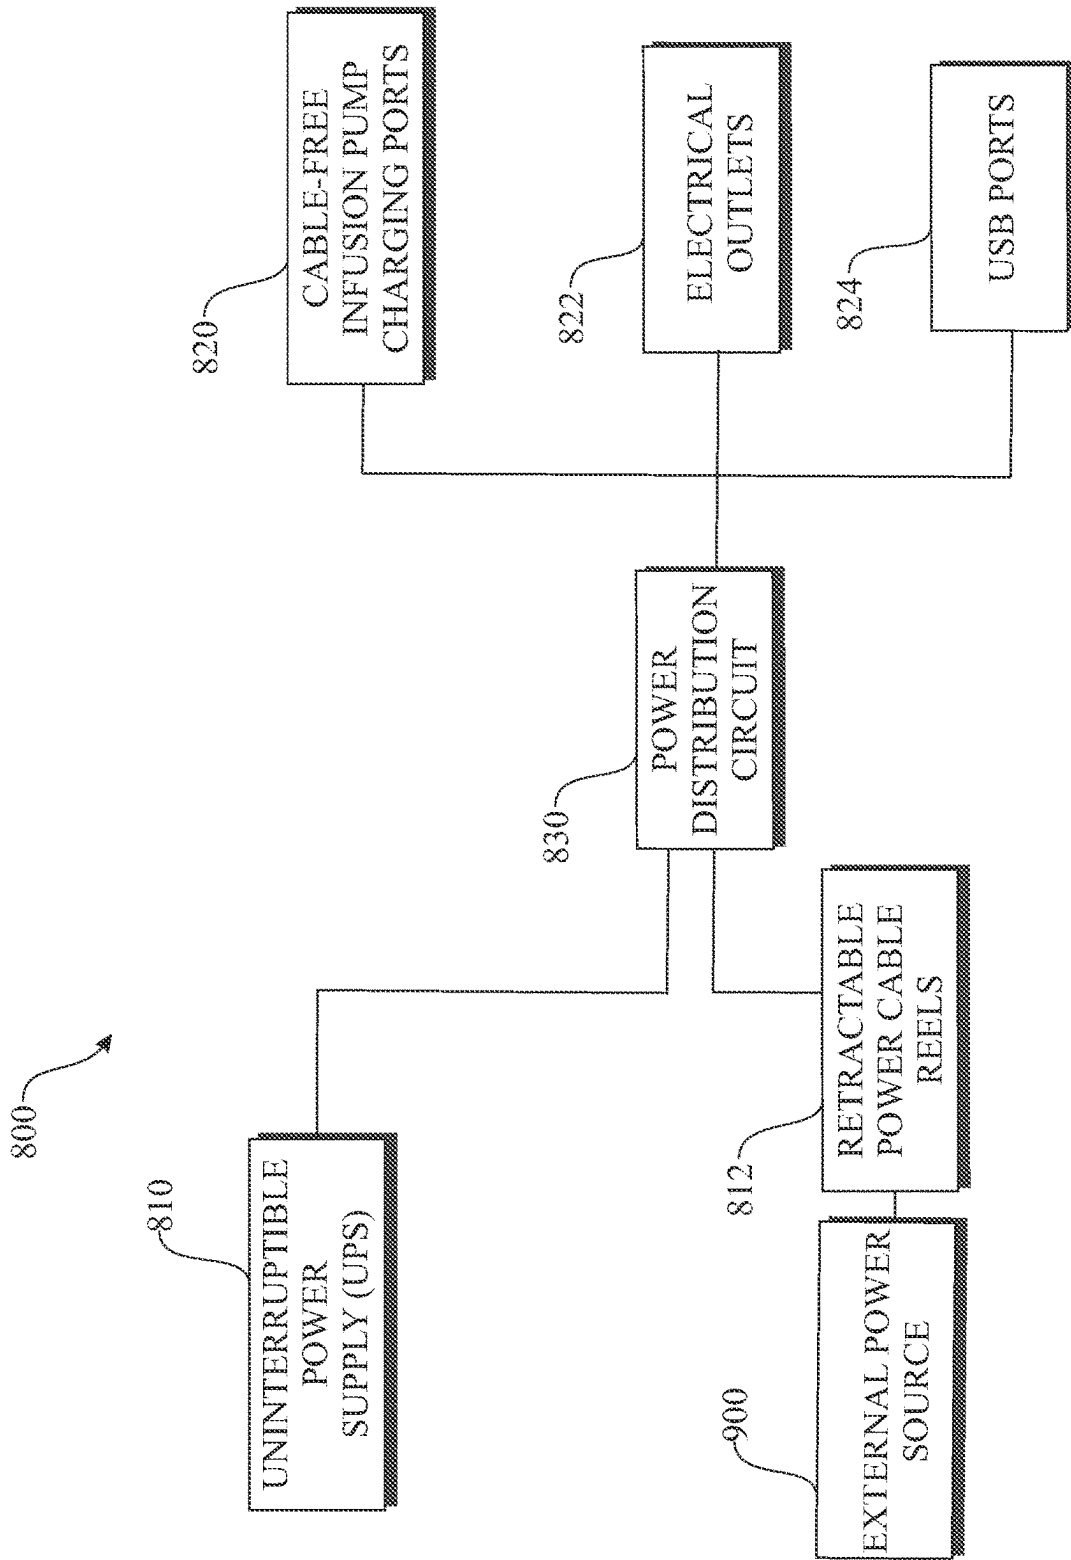 800
810
UNINTERRUPTIBLE
POWER
SUPPLY (UPS)
900
EXTERNAL POWER
SOURCE
812
RETRACTABLE
POWER CABLE
REELS
830
POWER
DISTRIBUTION
CIRCUIT
820
CABLE-FREE
INFUSION PUMP
CHARGING PORTS
822
ELECTRICAL
OUTLETS
824
USB PORTS